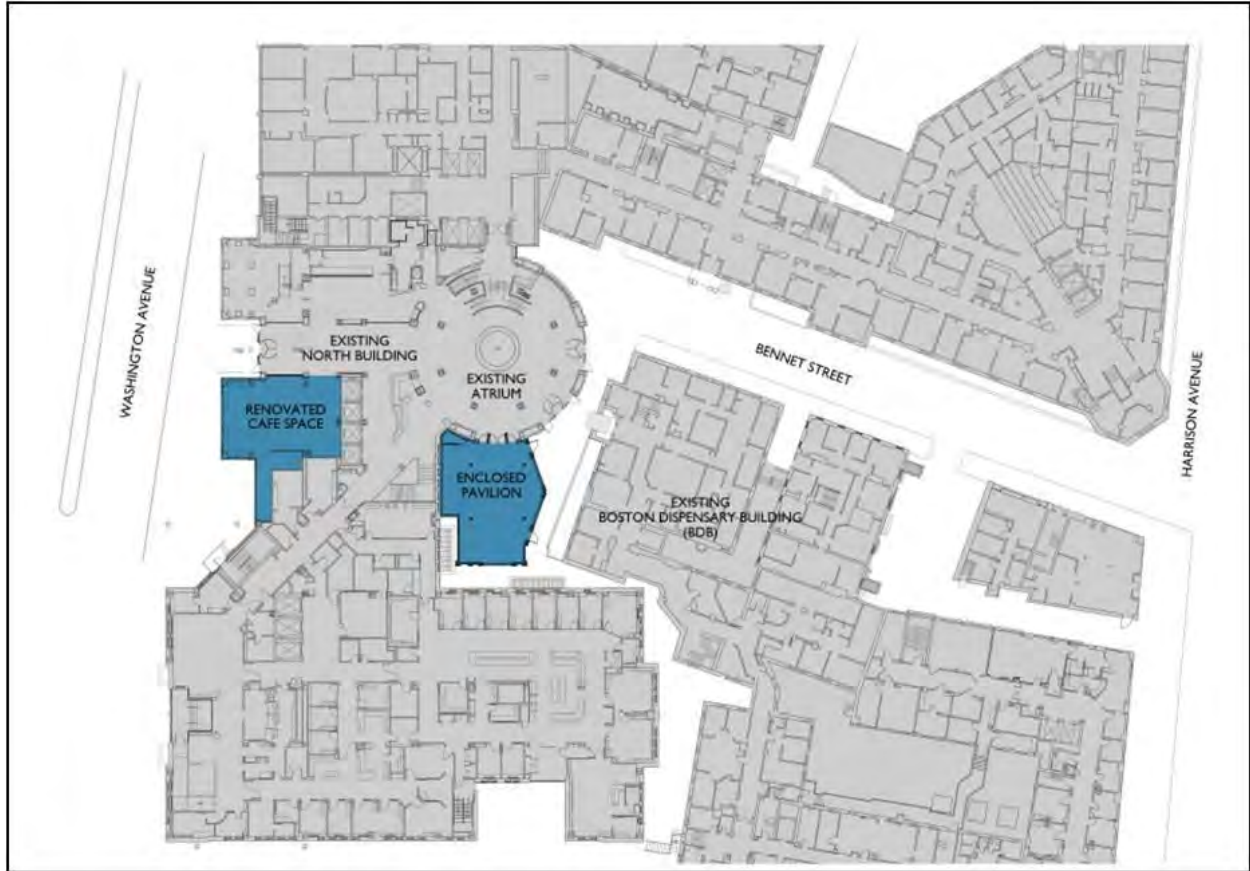 WASHINGTON AVENUE
EXISTING
NORTH BUILDING
EXISTING
ATRIUM
RENOVATED
CAFE SPACE
ENCLOSED
PAVILION
BENNET STREET
HARRISON AVENUE
EXISTING
BOSTON DISPENSARY BUILDING
(BDB)